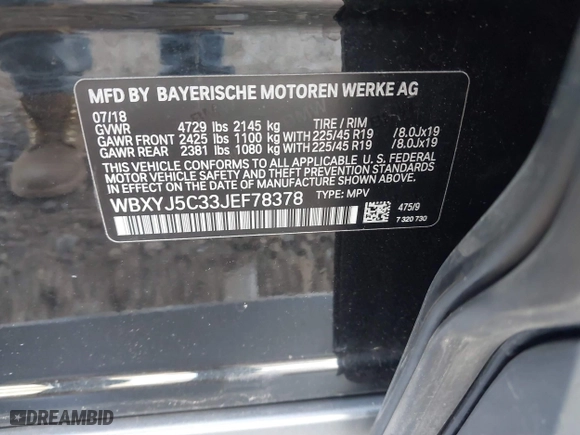 MFD BY BAYERISCHE MOTOREN WERKE AG
07/18
GVWR 4729 lbs 2145 kg TIRE / RIM
GAWR FRONT 2425 lbs 1100 kg WITH 225/45 R19 /8.0Jx19
GAWR REAR 2381 lbs 1080 kg WITH 225/45 R19 /8.0Jx19
THIS VEHICLE CONFORMS TO ALL APPLICABLE U. S. FEDERAL
MOTOR VEHICLE SAFETY, BUMPER, AND THEFT PREVENTION
STANDARDS IN EFFECT ON THE DATE OF MANUFACTURE SHOWN ABOVE.
WBXYJ5C33JEF78378 TYPE: MPV
475/9
7 320 730
DREAMBID